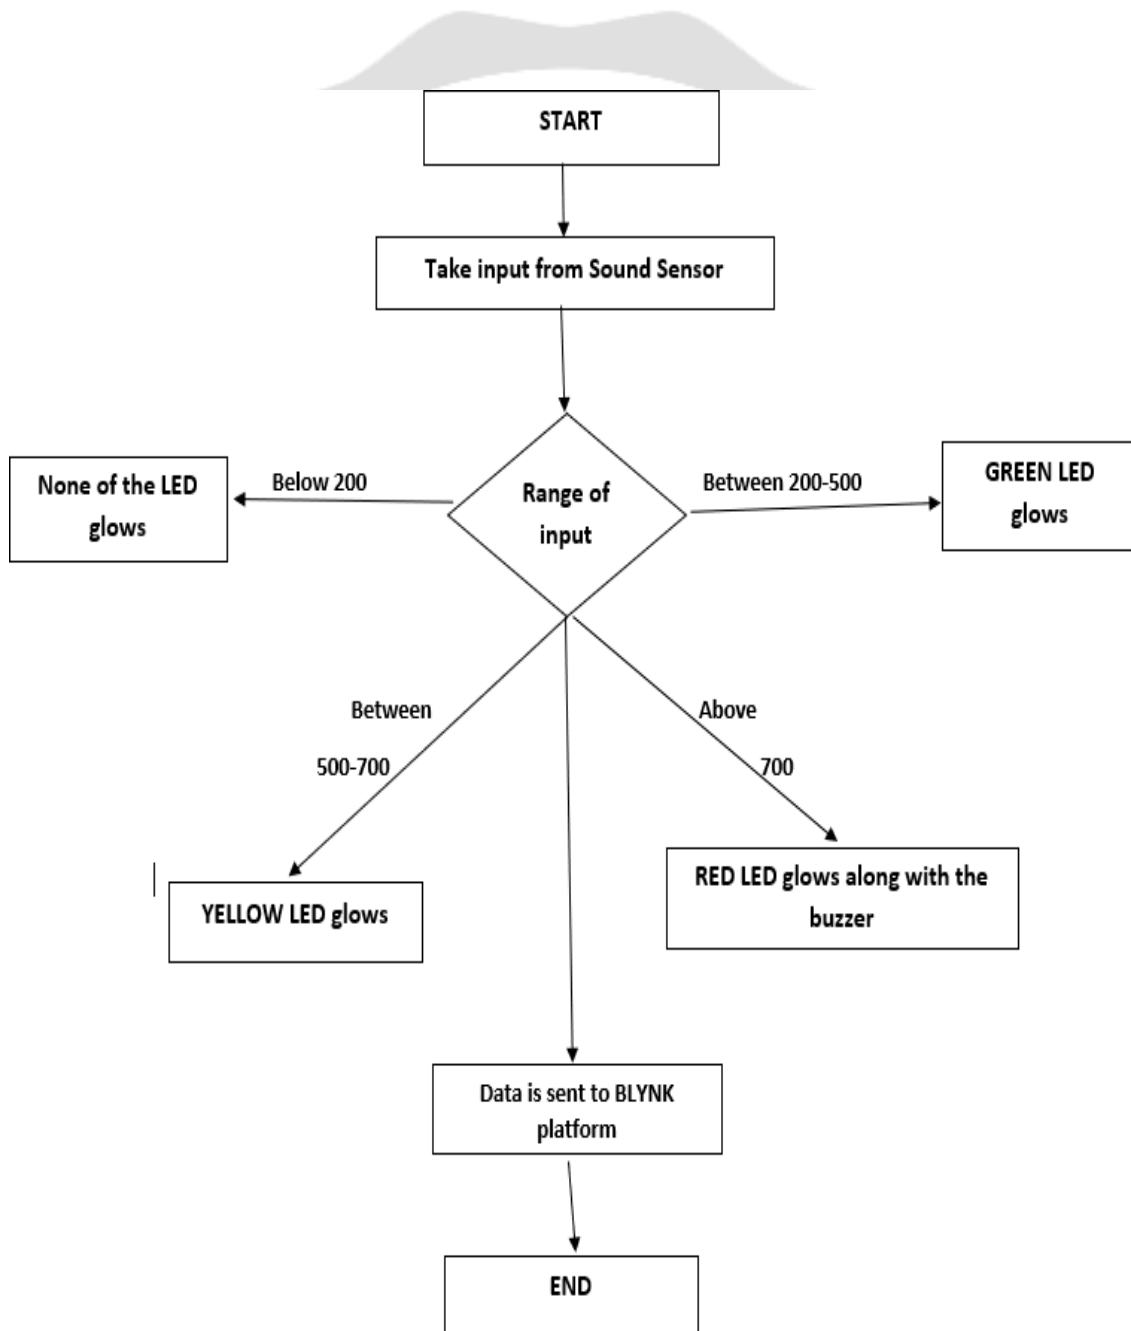 START
Take input from Sound Sensor
None of the LED
glows
Below 200
Range of
input
Between 200-500
GREEN LED
glows
Between
500-700
Above
700
YELLOW LED glows
RED LED glows along with the
buzzer
Data is sent to BLYNK
platform
END